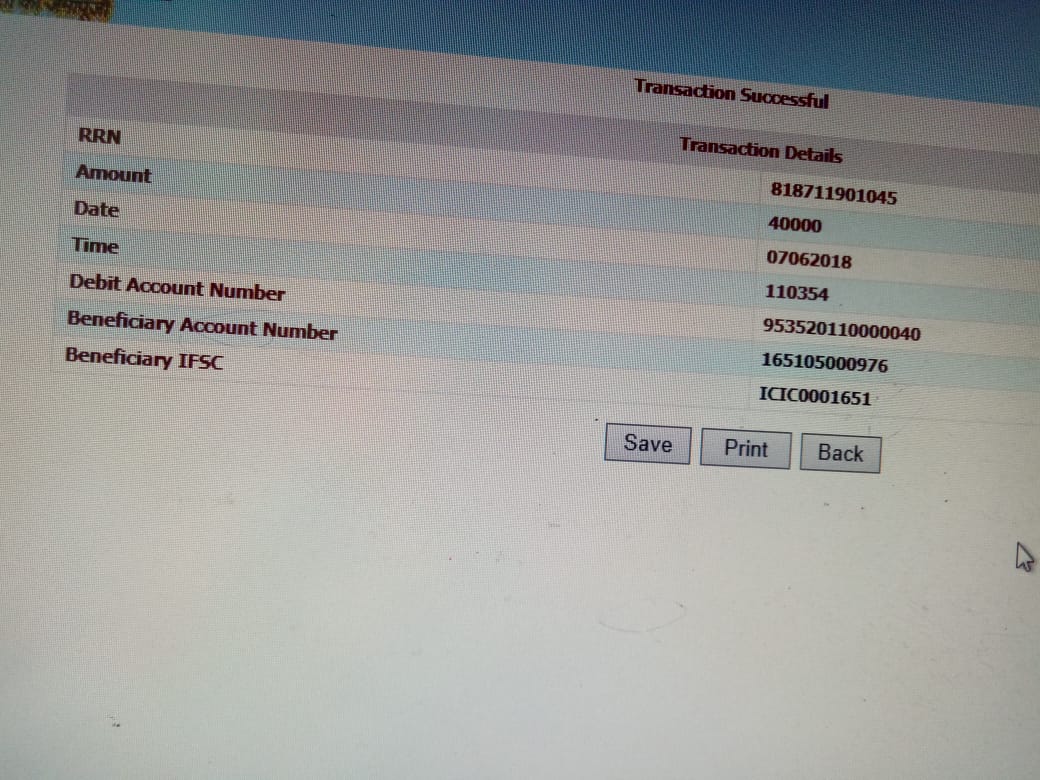 Transaction Successful
Transaction Details
RRN 818711901045
Amount 40000
Date 07062018
Time 110354
Debit Account Number 953520110000040
Beneficiary Account Number 165105000976
Beneficiary IFSC ICIC0001651
Save Print Back